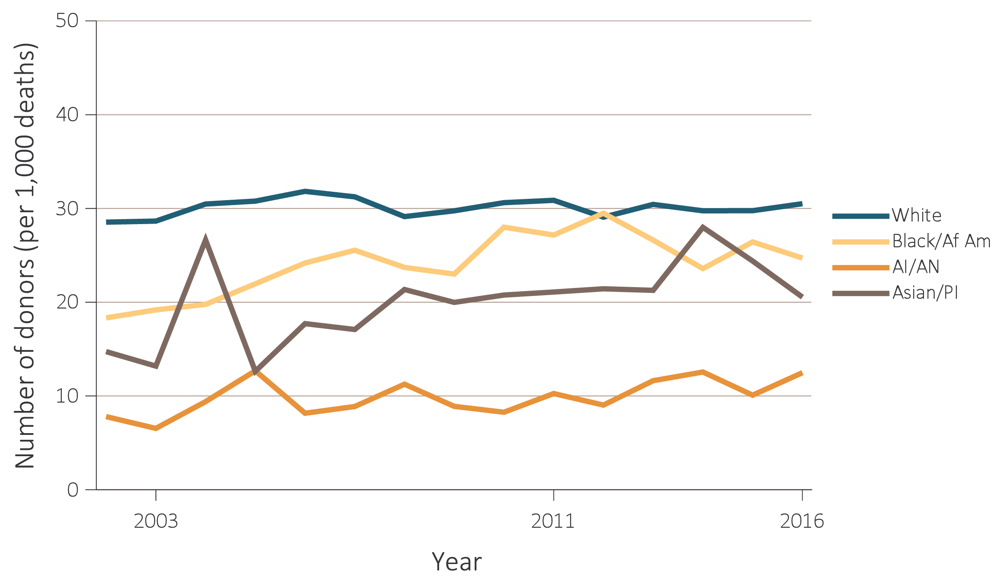 Number of donors (per 1,000 deaths)
50
40
30
20
10
0
2003
2011
2016
Year
White
Black/Af Am
AI/AN
Asian/PI